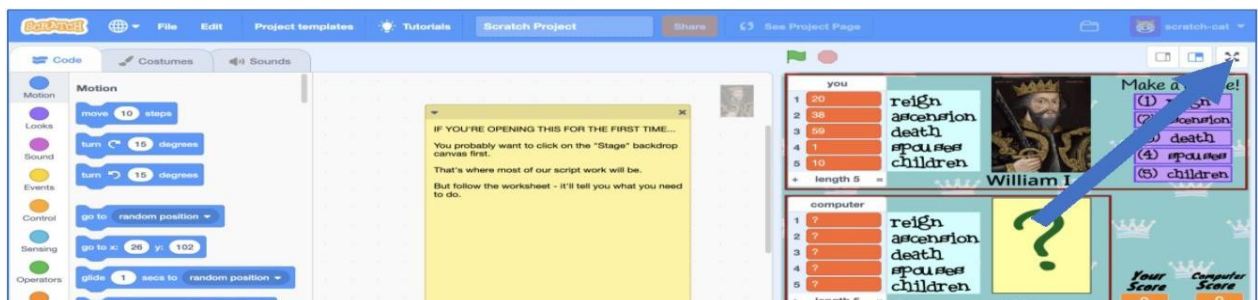 SCRATCH File Edit Project templates Tutorials Scratch Project Share See Project Page scratch-cat
Code Costumes Sounds
Motion
Looks
Sound
Events
Control
Sensing
Operators
Motion
move 10 steps
turn 15 degrees
turn 15 degrees
go to random position
go to x: 26 y: 102
glide 1 secs to random position
IF YOU'RE OPENING THIS FOR THE FIRST TIME...
You probably want to click on the "Stage" backdrop
canvas first.
That's where most of our script work will be.
But follow the worksheet - it'll tell you what you need
to do.
you
1 20 reign
2 38 ascension
3 59 death
4 1 spouses
5 10 children
+ length 5 =
William I
Make a
(1)
death
(4) spouses
(5) children
computer
1 ? reign
2 ? ascension
3 ? death
4 ? spouses
5 ? children
?
Your Computer
Score Score